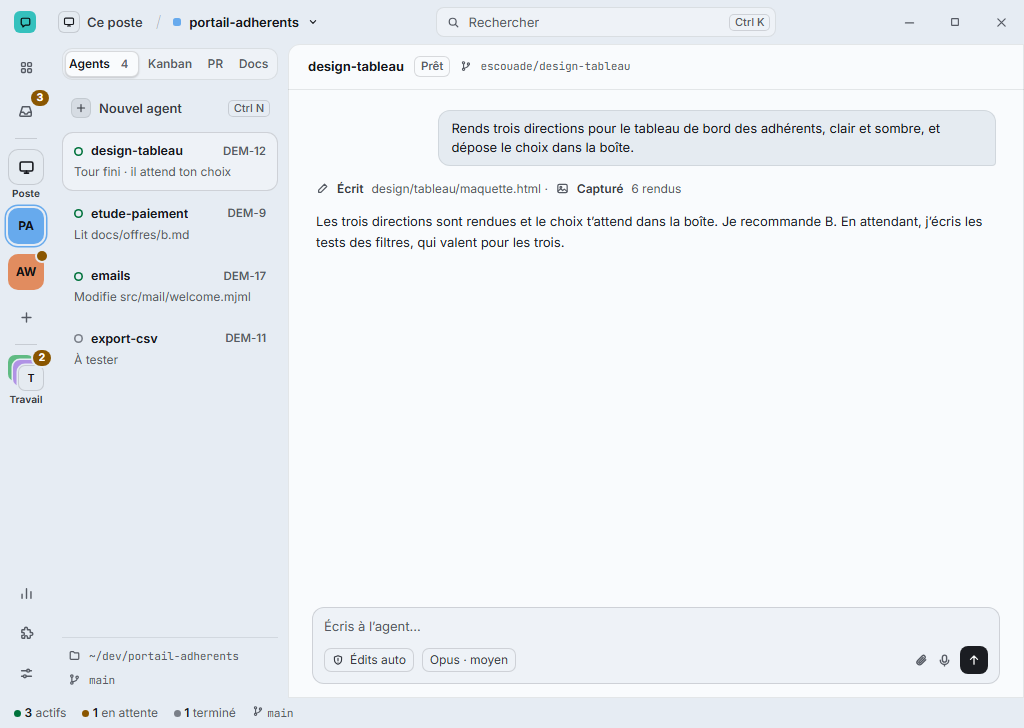 Ce poste / portail-adherents
Rechercher Ctrl K
Agents 4 Kanban PR Docs
3
Nouvel agent Ctrl N
Poste
PA
AW
2
T
Travail
design-tableau DEM-12
Tour fini · il attend ton choix
etude-paiement DEM-9
Lit docs/offres/b.md
emails DEM-17
Modifie src/mail/welcome.mjml
export-csv DEM-11
À tester
~/dev/portail-adherents
main
design-tableau Prêt escouade/design-tableau
Rends trois directions pour le tableau de bord des adhérents, clair et sombre, et
dépose le choix dans la boîte.
Écrit design/tableau/maquette.html · Capturé 6 rendus
Les trois directions sont rendues et le choix t’attend dans la boîte. Je recommande B. En attendant, j’écris les
tests des filtres, qui valent pour les trois.
Écris à l’agent…
Édits auto Opus · moyen
3 actifs 1 en attente 1 terminé main